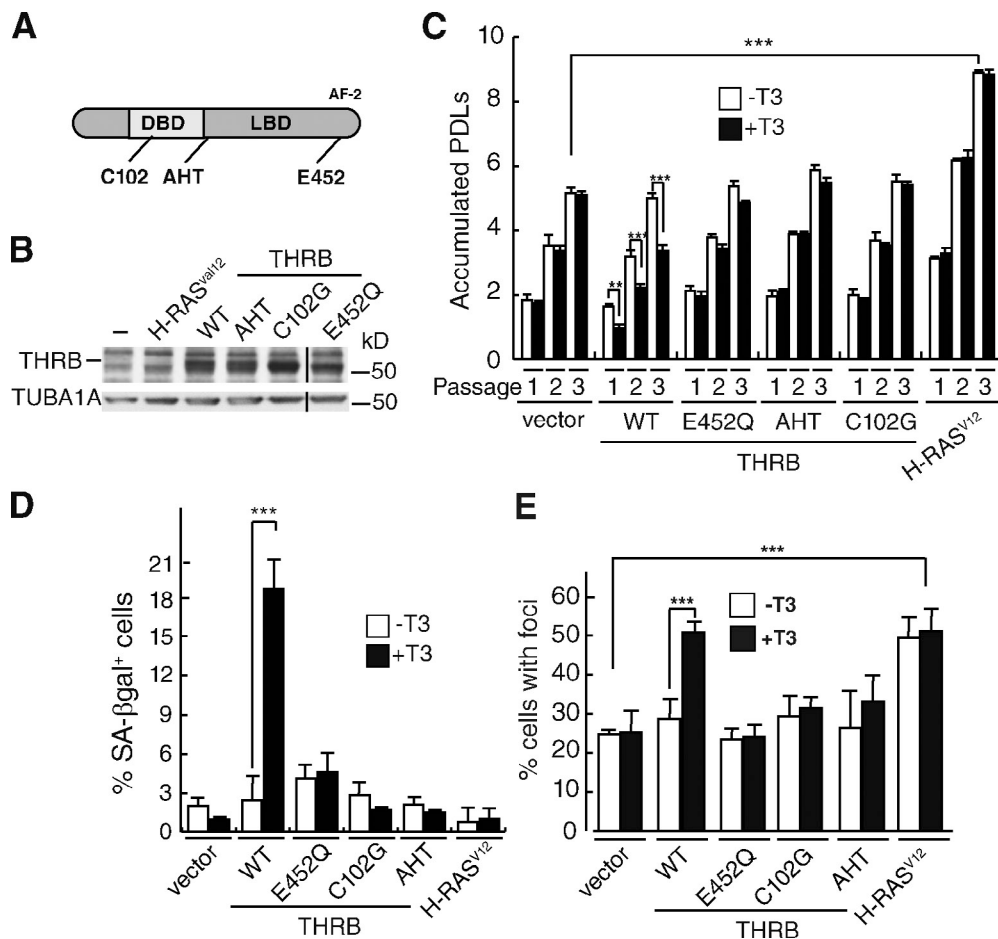 A
AF-2
DBD LBD
C102 AHT E452
B
THRB
– H-RASval12 WT AHT C102G E452Q kD
THRB 50
TUBA1A 50
C
10
8
6
4
2
0
Accumulated PDLs
***
-T3
+T3
** *** ***
Passage 1 2 3 1 2 3 1 2 3 1 2 3 1 2 3 1 2 3
vector WT E452Q AHT C102G H-RASV12
THRB
D
21
18
15
12
9
6
3
0
% SA-βgal+ cells
***
-T3
+T3
vector WT E452Q C102G AHT H-RASV12
THRB
E
60
50
40
30
20
10
0
% cells with foci
***
***
-T3
+T3
vector WT E452Q C102G AHT H-RASV12
THRB